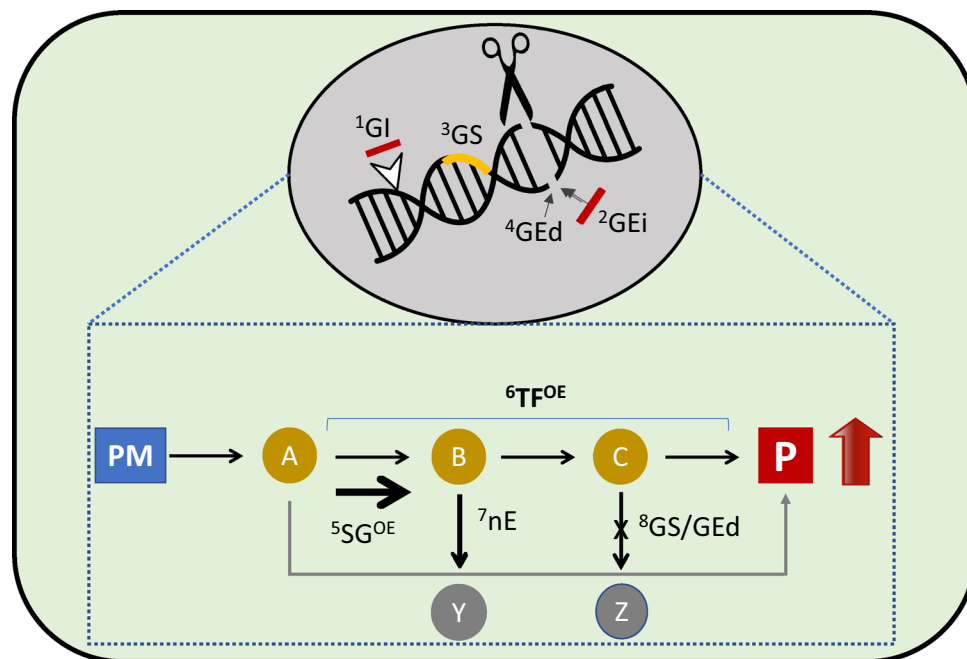 ¹GI
³GS
⁴GEd
²GEi
⁶TFᴼᴱ
PM
A
B
C
P
⁵SGᴼᴱ
⁷nE
X
⁸GS/GEd
Y
Z